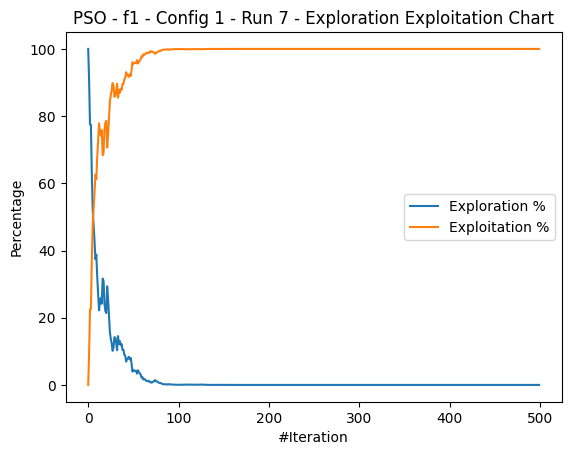 PSO - f1 - Config 1 - Run 7 - Exploration Exploitation Chart
100
80
60
40
20
0
Percentage
Exploration %
Exploitation %
0 100 200 300 400 500
#Iteration